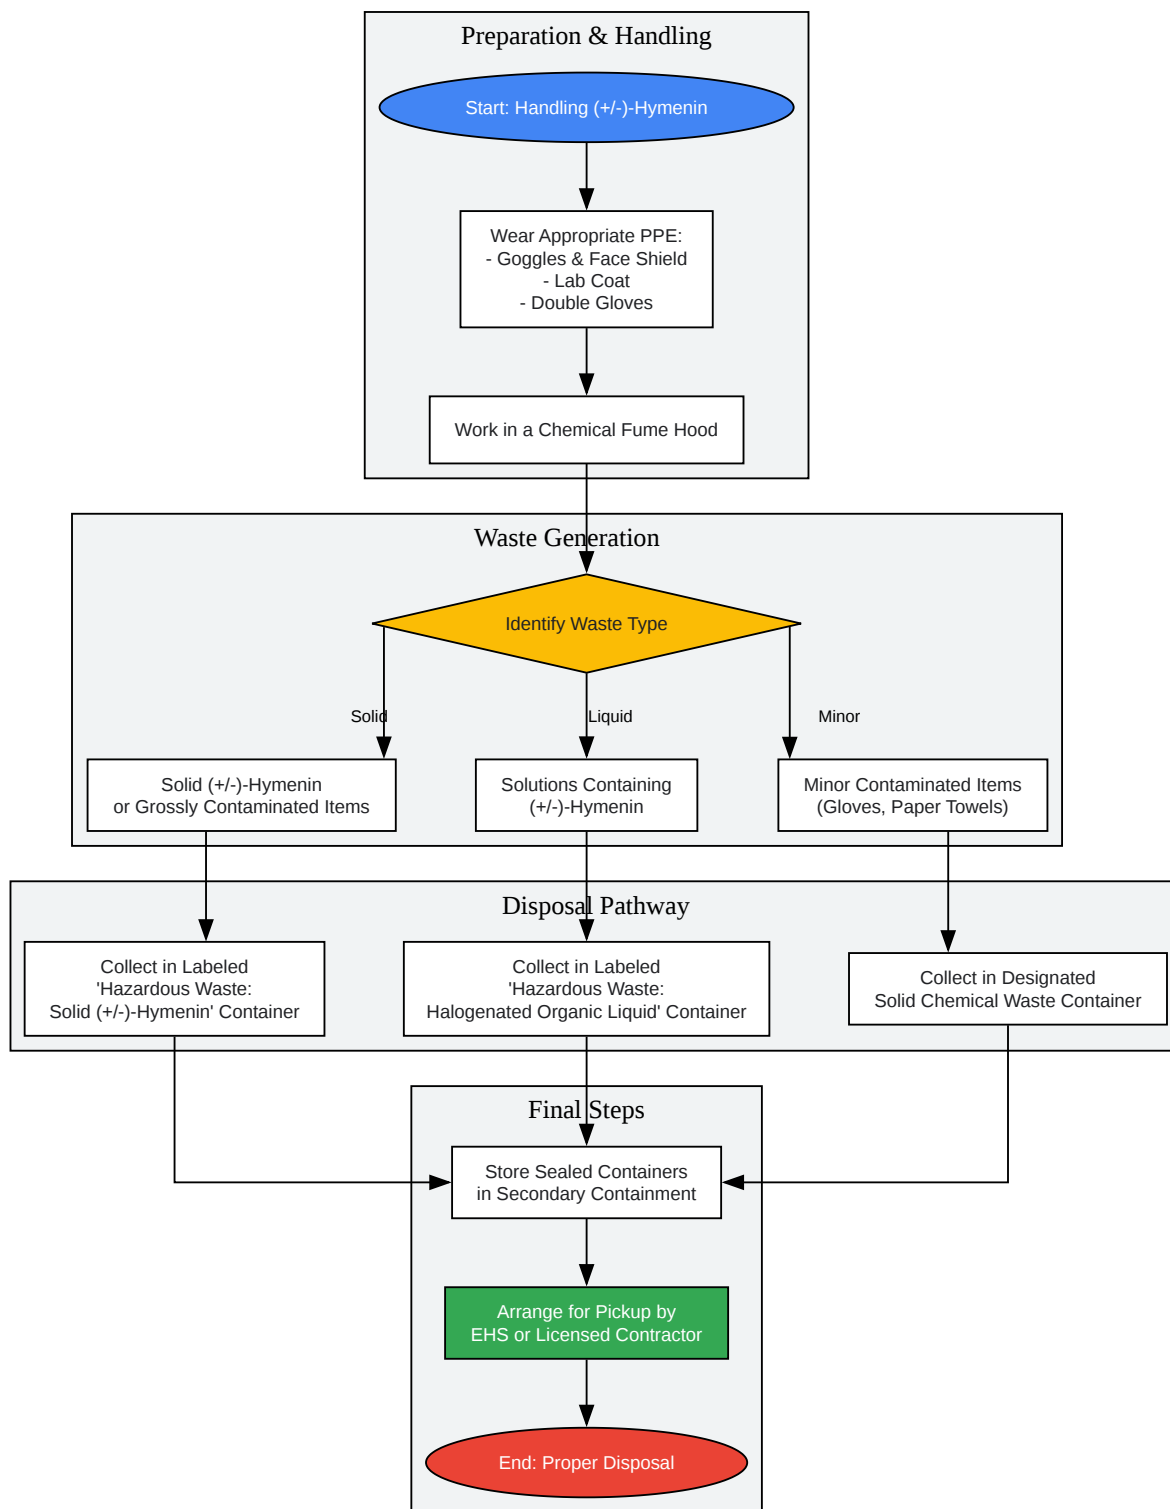 Preparation & Handling
Start: Handling (+/-)-Hymenin
Wear Appropriate PPE:
- Goggles & Face Shield
- Lab Coat
- Double Gloves
Work in a Chemical Fume Hood
Waste Generation
Identify Waste Type
Solid
Liquid
Minor
Solid (+/-)-Hymenin
or Grossly Contaminated Items
Solutions Containing
(+/-)-Hymenin
Minor Contaminated Items
(Gloves, Paper Towels)
Disposal Pathway
Collect in Labeled
'Hazardous Waste:
Solid (+/-)-Hymenin' Container
Collect in Labeled
'Hazardous Waste:
Halogenated Organic Liquid' Container
Collect in Designated
Solid Chemical Waste Container
Final Steps
Store Sealed Containers
in Secondary Containment
Arrange for Pickup by
EHS or Licensed Contractor
End: Proper Disposal